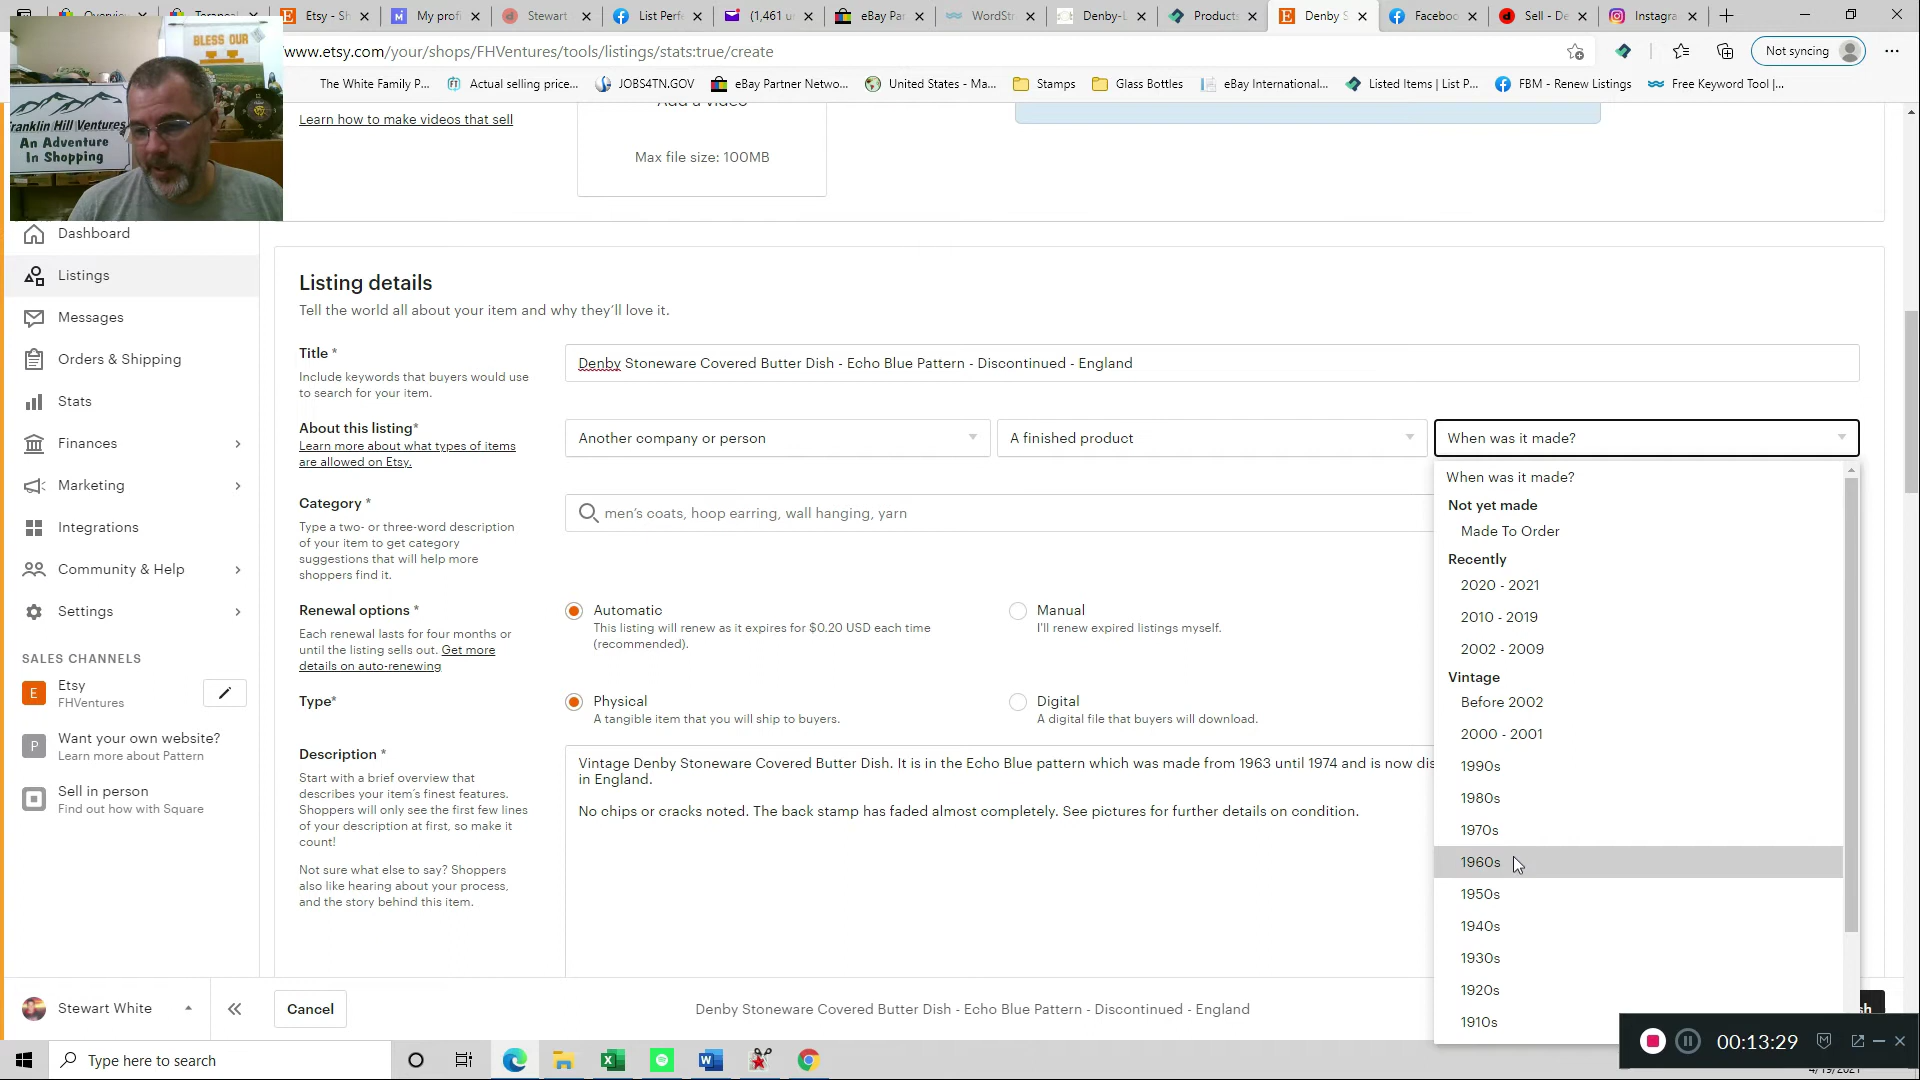 Overvi
Etsy - S
My prof
Stewart
List Perf
(1,461 u
eBay Par
WordStr
Denby-L
Products
Denby S
Facebo
Sell - De
Instagra
www.etsy.com/your/shops/FHVentures/tools/listings/stats:true/create
Not syncing
The White Family P...
Actual selling price...
JOBS4TN.GOV
eBay Partner Netwo...
United States - Ma...
Stamps
Glass Bottles
eBay International...
Listed Items | List P...
FBM - Renew Listings
Free Keyword Tool |...
BLESS OUR
Franklin Hill Ventures
An Adventure
In Shopping
Add a video
Learn how to make videos that sell
Max file size: 100MB
Dashboard
Listings
Messages
Orders & Shipping
Stats
Finances
Marketing
Integrations
Community & Help
Settings
SALES CHANNELS
E
Etsy
FHVentures
P
Want your own website?
Learn more about Pattern
Sell in person
Find out how with Square
Stewart White
Listing details
Tell the world all about your item and why they'll love it.
Title *
Include keywords that buyers would use
to search for your item.
Denby Stoneware Covered Butter Dish - Echo Blue Pattern - Discontinued - England
About this listing*
Learn more about what types of items
are allowed on Etsy.
Another company or person
A finished product
When was it made?
Category *
Type a two- or three-word description
of your item to get category
suggestions that will help more
shoppers find it.
men's coats, hoop earring, wall hanging, yarn
Renewal options *
Each renewal lasts for four months or
until the listing sells out. Get more
details on auto-renewing
Automatic
This listing will renew as it expires for $0.20 USD each time
(recommended).
Manual
I'll renew expired listings myself.
Type*
Physical
A tangible item that you will ship to buyers.
Digital
A digital file that buyers will download.
Description *
Start with a brief overview that
describes your item's finest features.
Shoppers will only see the first few lines
of your description at first, so make it
count!
Not sure what else to say? Shoppers
also like hearing about your process,
and the story behind this item.
Vintage Denby Stoneware Covered Butter Dish. It is in the Echo Blue pattern which was made from 1963 until 1974 and is now dis
in England.
No chips or cracks noted. The back stamp has faded almost completely. See pictures for further details on condition.
When was it made?
Not yet made
Made To Order
Recently
2020 - 2021
2010 - 2019
2002 - 2009
Vintage
Before 2002
2000 - 2001
1990s
1980s
1970s
1960s
1950s
1940s
1930s
1920s
1910s
Cancel
Denby Stoneware Covered Butter Dish - Echo Blue Pattern - Discontinued - England
Type here to search
00:13:29
4/19/2021